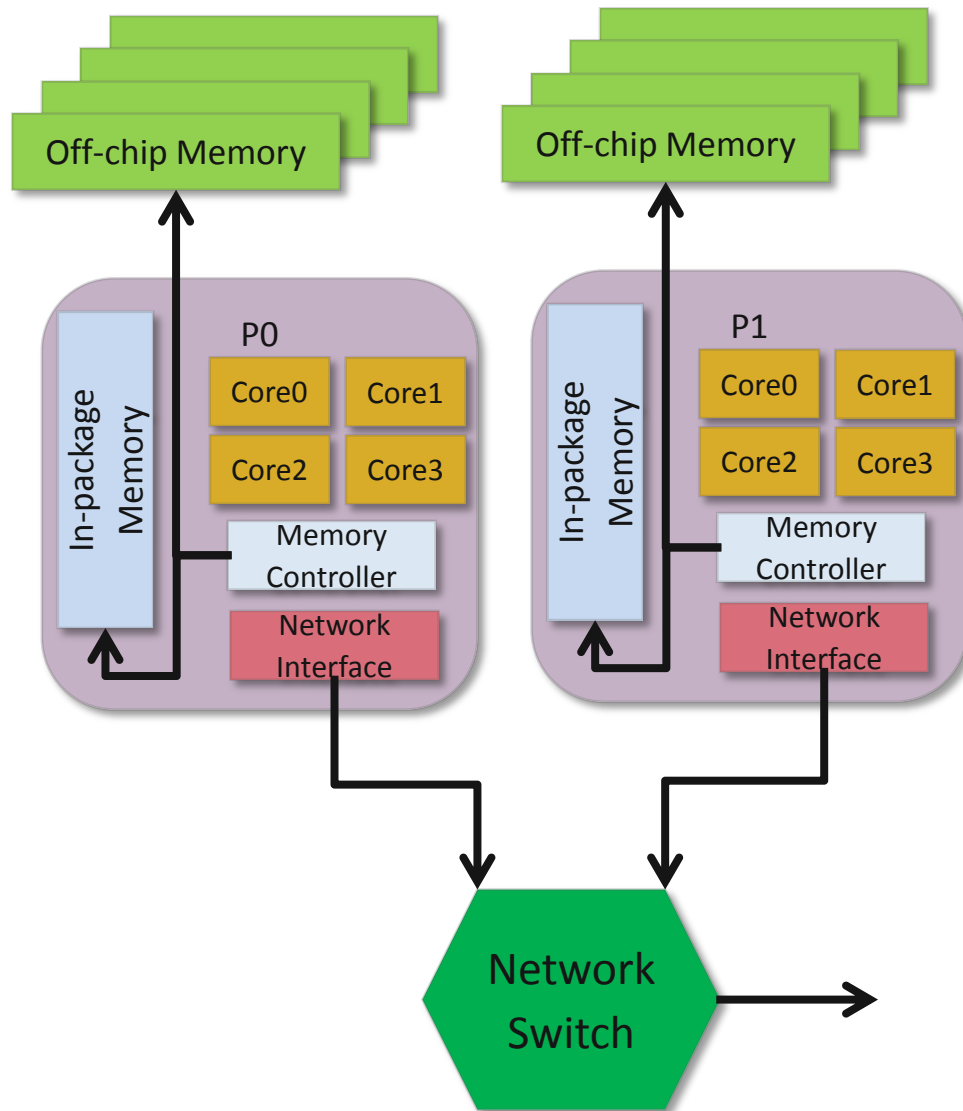 Off-chip Memory
Off-chip Memory
P0
In-package
Memory
Core0
Core1
Core2
Core3
Memory
Controller
Network
Interface
P1
In-package
Memory
Core0
Core1
Core2
Core3
Memory
Controller
Network
Interface
Network
Switch